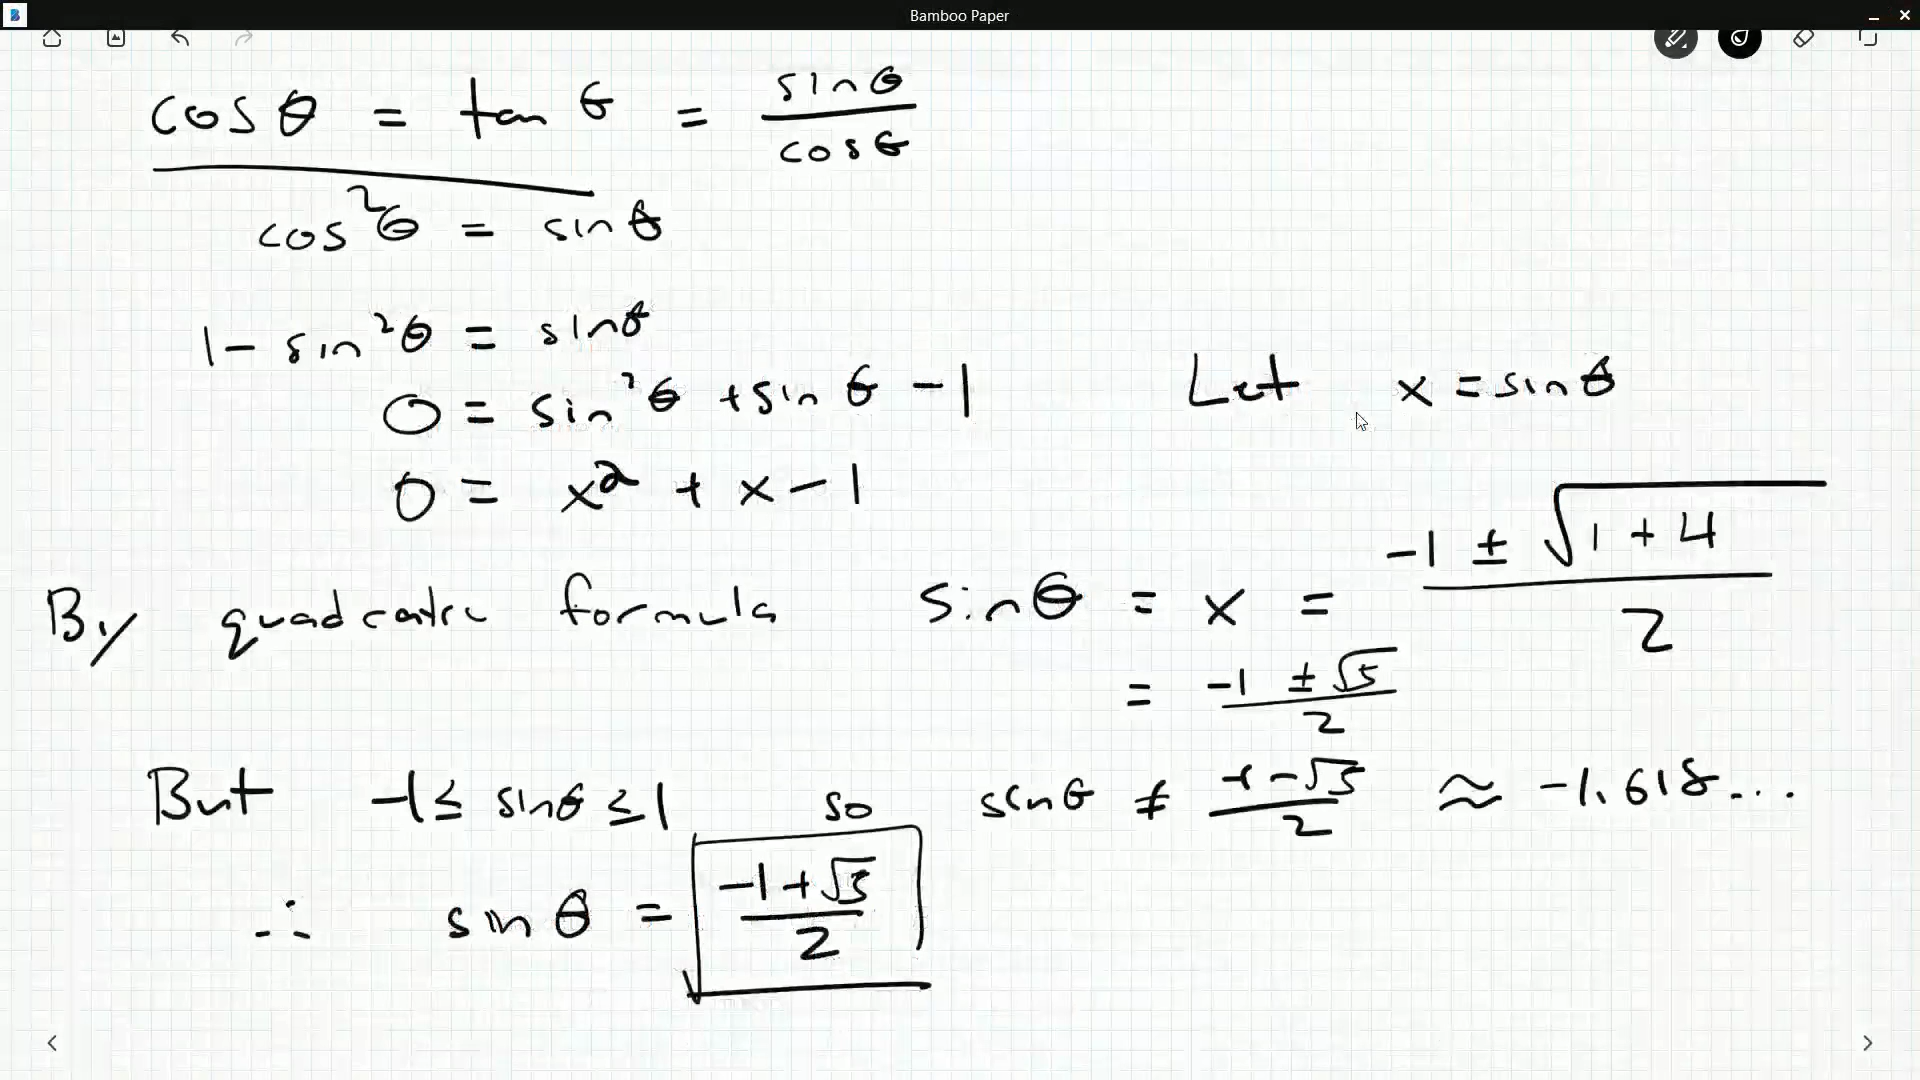 Bamboo Paper
cos θ = tan θ = sin θ / cos θ
cos²θ = sin θ
1 - sin²θ = sin θ
0 = sin²θ + sin θ - 1
Let x = sin θ
0 = x² + x - 1
By quadratic formula sin θ = x = (-1 ± √(1 + 4)) / 2
= (-1 ± √5) / 2
But -1 ≤ sin θ ≤ 1 so sin θ ≠ (-1 - √5) / 2 ≈ -1.618...
∴ sin θ = (-1 + √5) / 2